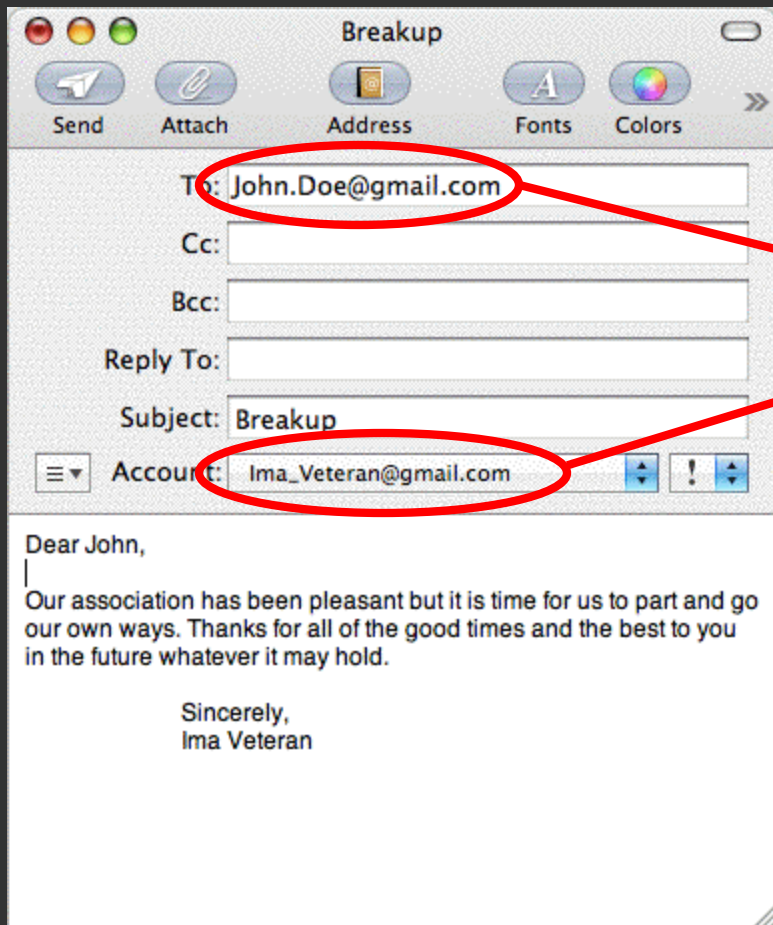 Breakup
Send Attach Address Fonts Colors
To: John.Doe@gmail.com
Cc:
Bcc:
Reply To:
Subject: Breakup
Account: Ima_Veteran@gmail.com !
Dear John,
Our association has been pleasant but it is time for us to part and go
our own ways. Thanks for all of the good times and the best to you
in the future whatever it may hold.
Sincerely,
Ima Veteran